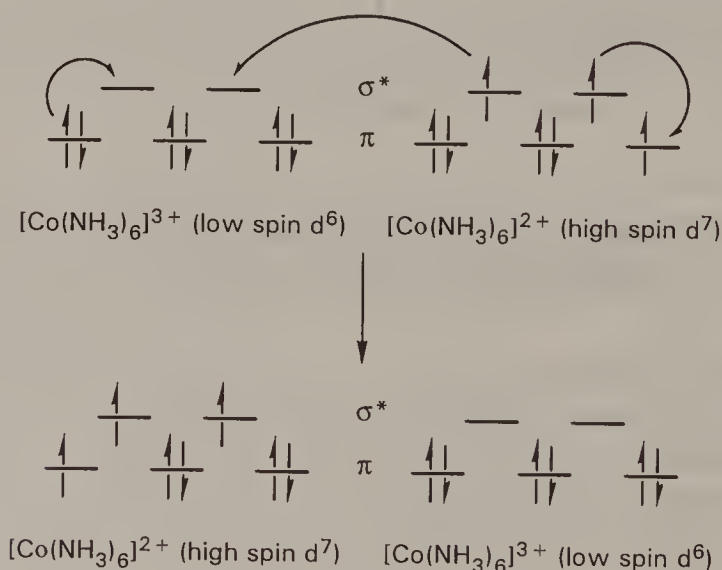 σ*
π
[Co(NH₃)₆]³⁺ (low spin d⁶) [Co(NH₃)₆]²⁺ (high spin d⁷)
σ*
π
[Co(NH₃)₆]²⁺ (high spin d⁷) [Co(NH₃)₆]³⁺ (low spin d⁶)